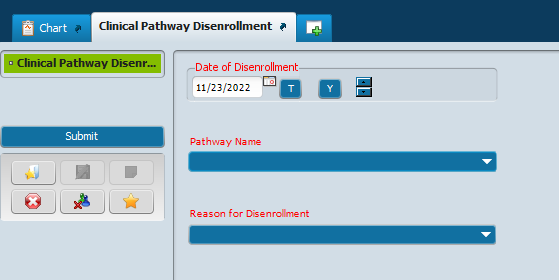 Chart
Clinical Pathway Disenrollment
Clinical Pathway Disenr...
Submit
Date of Disenrollment
11/23/2022
T
Y
Pathway Name
Reason for Disenrollment